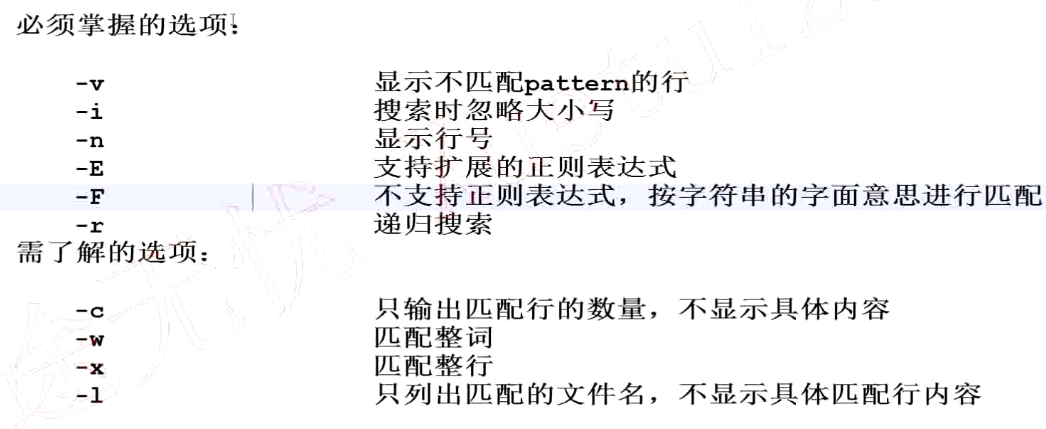 必须掌握的选项：
-v 显示不匹配pattern的行
-i 搜索时忽略大小写
-n 显示行号
-E 支持扩展的正则表达式
-F 不支持正则表达式，按字符串的字面意思进行匹配
-r 递归搜索
需了解的选项：
-c 只输出匹配行的数量，不显示具体内容
-w 匹配整词
-x 匹配整行
-l 只列出匹配的文件名，不显示具体匹配行内容